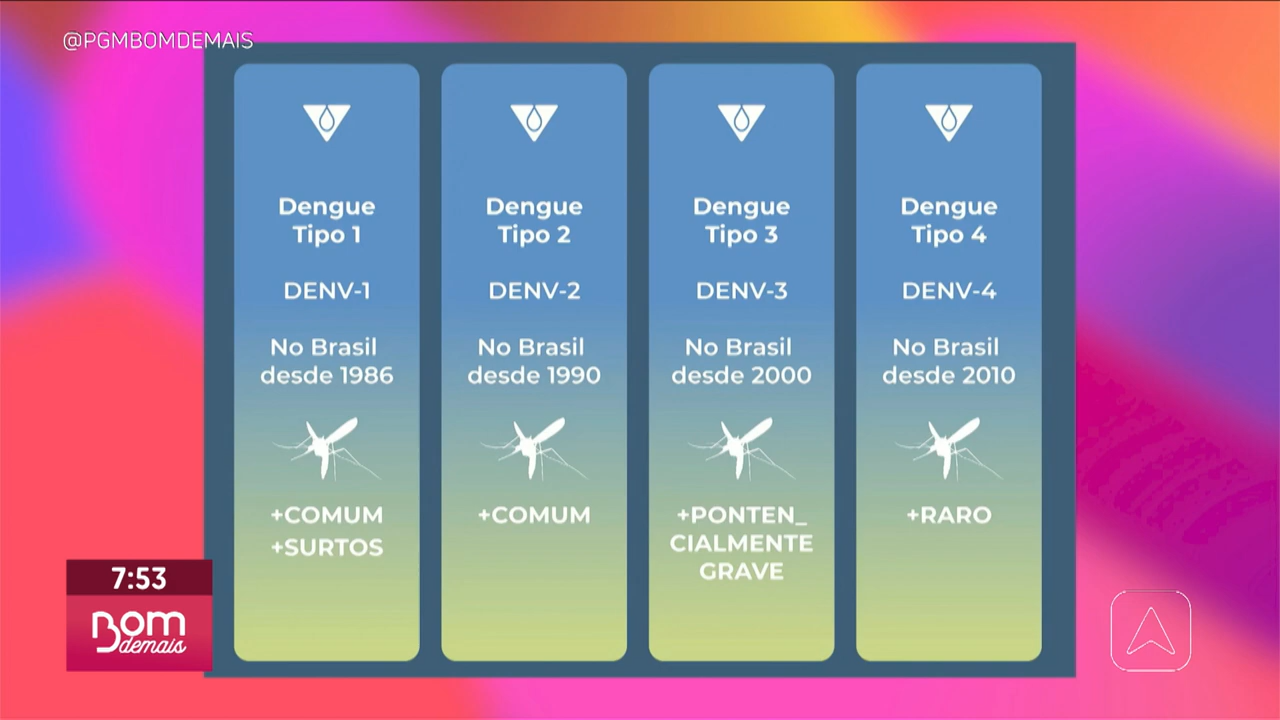 @PGMBOMDEMAIS
Dengue
Tipo 1
DENV-1
No Brasil
desde 1986
+COMUM
+SURTOS
Dengue
Tipo 2
DENV-2
No Brasil
desde 1990
+COMUM
Dengue
Tipo 3
DENV-3
No Brasil
desde 2000
+PONTEN_
CIALMENTE
GRAVE
Dengue
Tipo 4
DENV-4
No Brasil
desde 2010
+RARO
7:53
Bom
demais